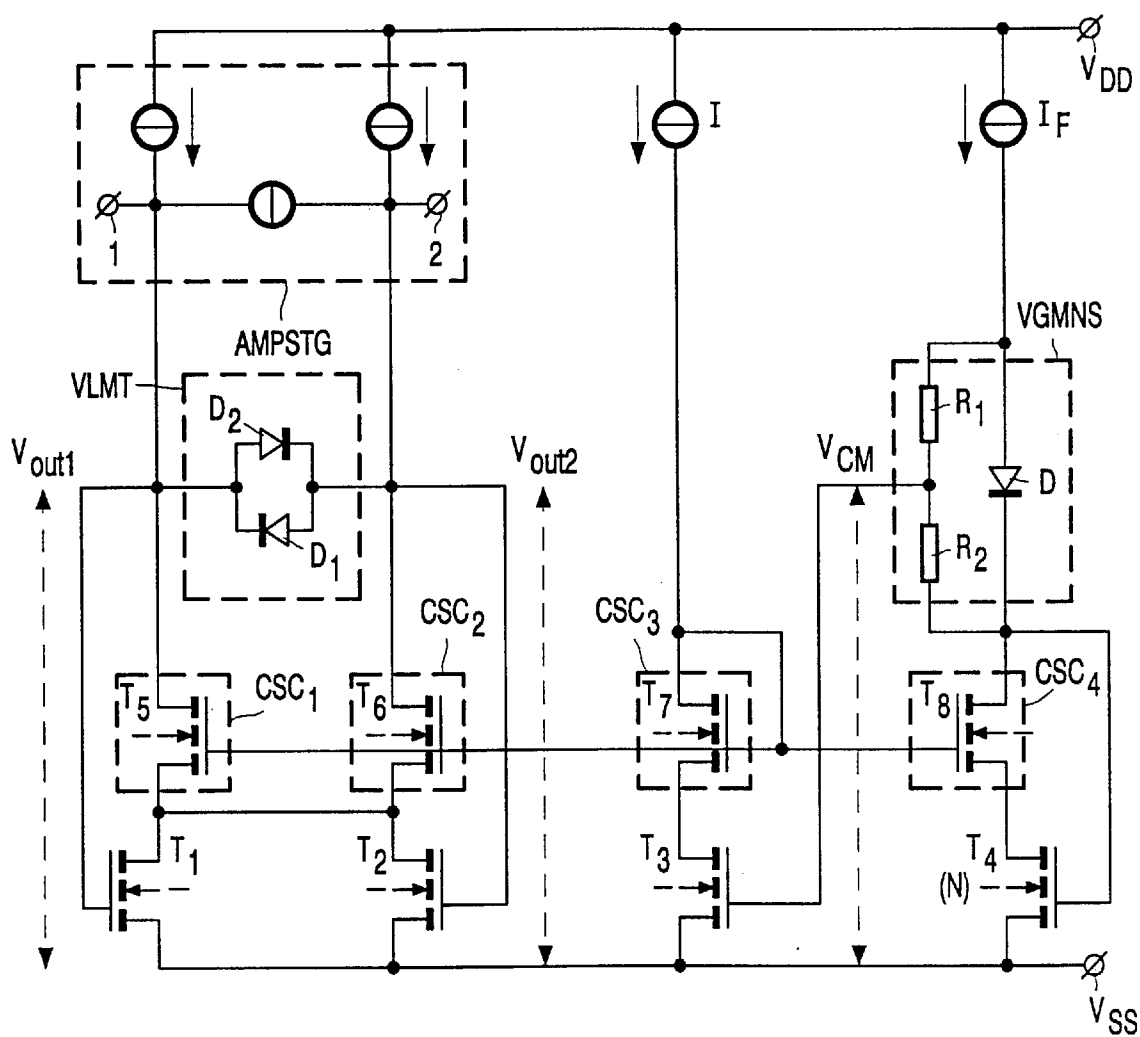 V_DD
I
I_F
1
2
AMPSTG
VGMNS
VLMT
D_2
R_1
V_out1
V_out2
V_CM
D
D_1
R_2
CSC_2
CSC_3
T_5
CSC_1
T_6
T_7
T_8
CSC_4
T_1
T_2
T_3
T_4
(N)
V_SS